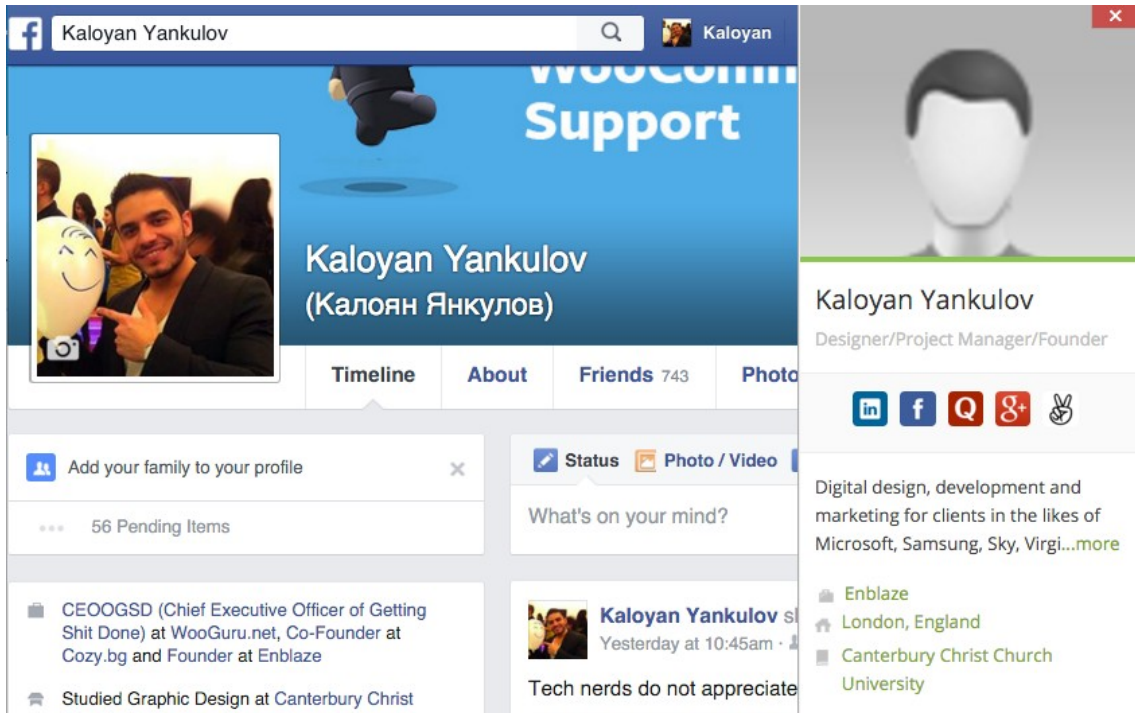 f Kaloyan Yankulov
Kaloyan
Support
Kaloyan Yankulov
(Калоян Янкулов)
Timeline About Friends 743 Photo
Add your family to your profile
56 Pending Items
CEOOGSD (Chief Executive Officer of Getting
Shit Done) at WooGuru.net, Co-Founder at
Cozy.bg and Founder at Enblaze
Studied Graphic Design at Canterbury Christ
Status Photo / Video
What's on your mind?
Kaloyan Yankulov
Yesterday at 10:45am ·
Tech nerds do not appreciate
Kaloyan Yankulov
Designer/Project Manager/Founder
in f Q g+
Digital design, development and
marketing for clients in the likes of
Microsoft, Samsung, Sky, Virgi...more
Enblaze
London, England
Canterbury Christ Church
University